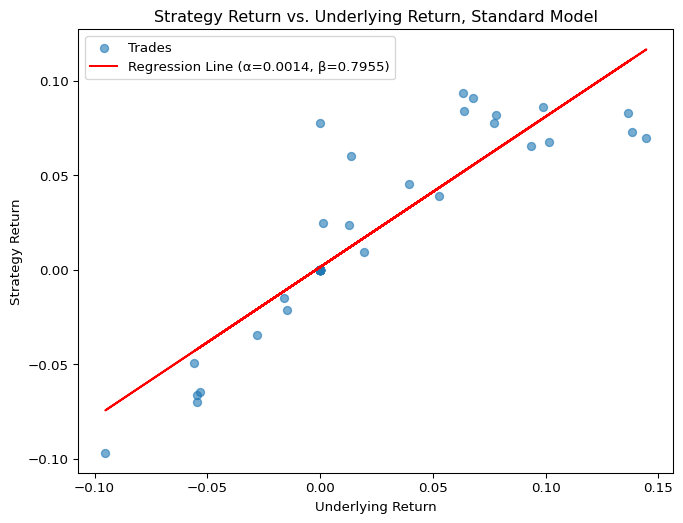 Strategy Return vs. Underlying Return, Standard Model
Trades
Regression Line (α=0.0014, β=0.7955)
0.10
0.05
0.00
−0.05
−0.10
Strategy Return
−0.10 −0.05 0.00 0.05 0.10 0.15
Underlying Return